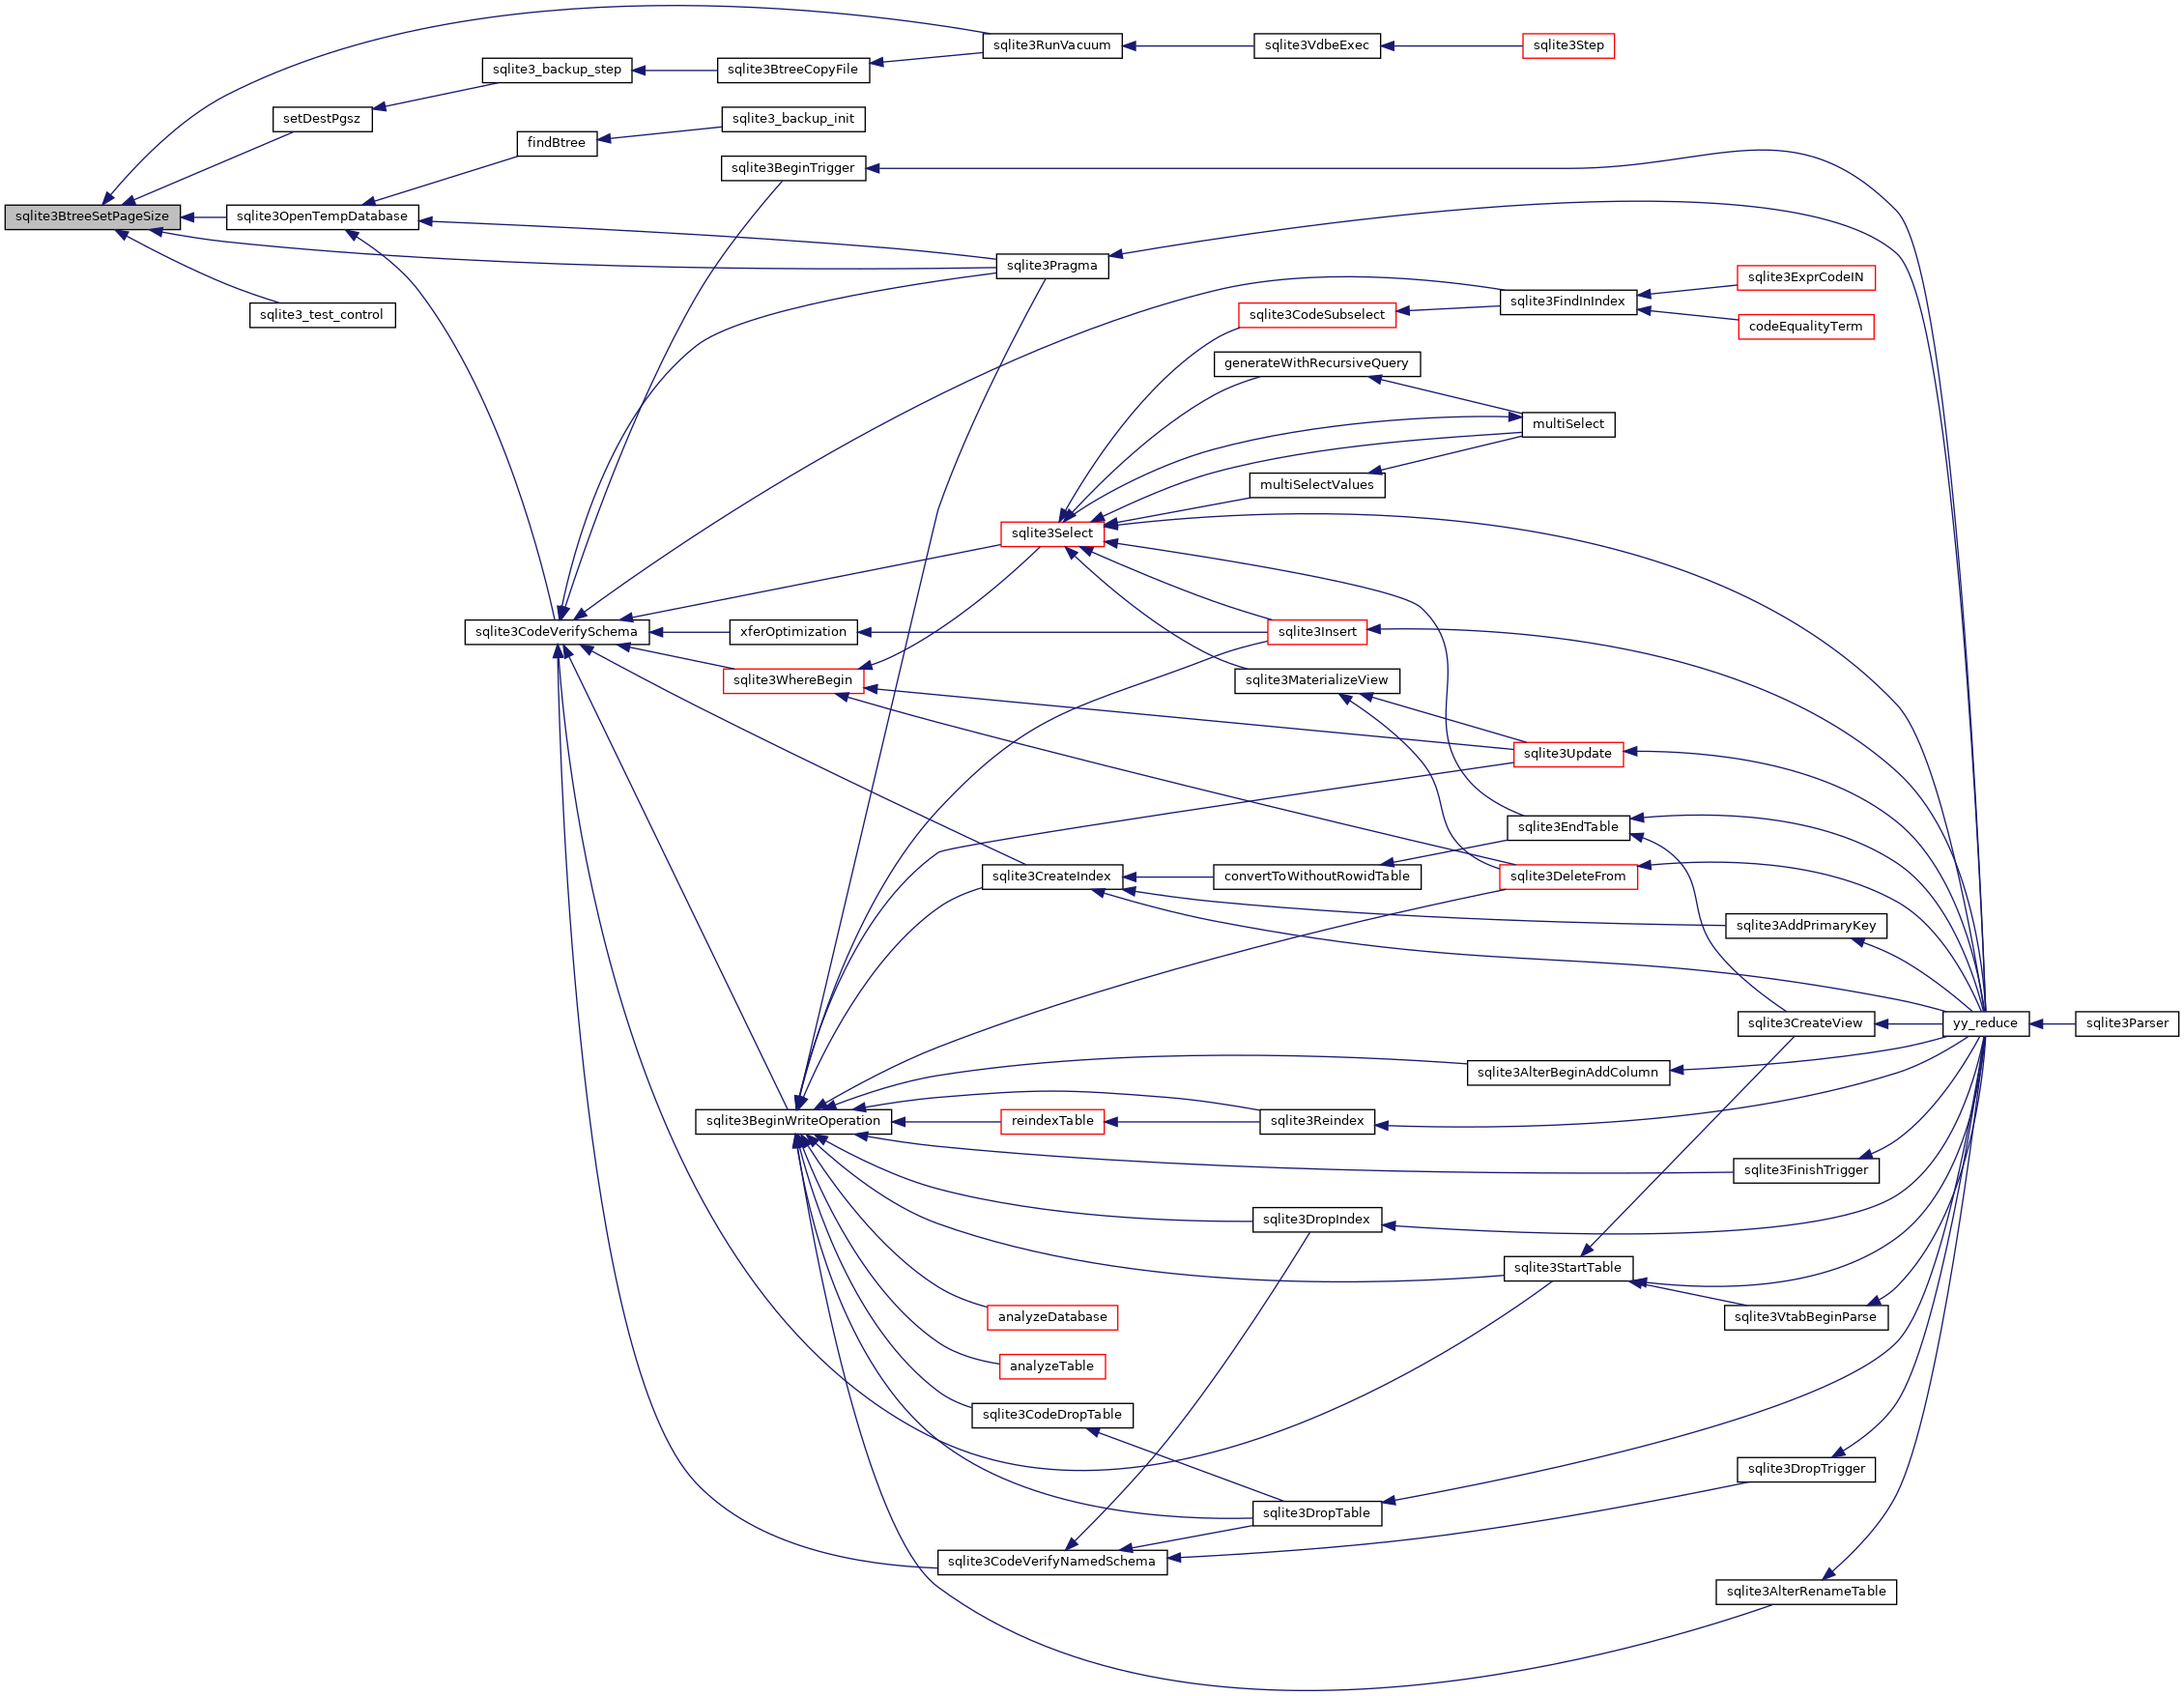 sqlite3RunVacuum
sqlite3VdbeExec
sqlite3Step
sqlite3_backup_step
sqlite3BtreeCopyFile
setDestPgsz
sqlite3_backup_init
findBtree
sqlite3BeginTrigger
sqlite3BtreeSetPageSize
sqlite3OpenTempDatabase
sqlite3Pragma
sqlite3ExprCodeIN
sqlite3FindInIndex
sqlite3_test_control
sqlite3CodeSubselect
codeEqualityTerm
generateWithRecursiveQuery
multiSelect
multiSelectValues
sqlite3Select
sqlite3CodeVerifySchema
xferOptimization
sqlite3Insert
sqlite3WhereBegin
sqlite3MaterializeView
sqlite3Update
sqlite3EndTable
sqlite3CreateIndex
convertToWithoutRowidTable
sqlite3DeleteFrom
sqlite3AddPrimaryKey
sqlite3CreateView
yy_reduce
sqlite3Parser
sqlite3AlterBeginAddColumn
sqlite3BeginWriteOperation
reindexTable
sqlite3Reindex
sqlite3FinishTrigger
sqlite3DropIndex
sqlite3StartTable
analyzeDatabase
sqlite3VtabBeginParse
analyzeTable
sqlite3CodeDropTable
sqlite3DropTrigger
sqlite3DropTable
sqlite3CodeVerifyNamedSchema
sqlite3AlterRenameTable